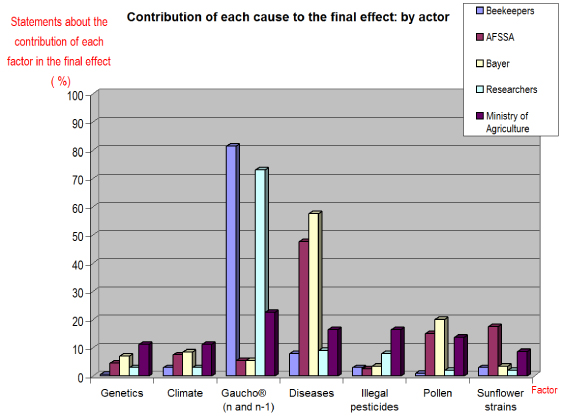 Contribution of each cause to the final effect: by actor
Statements about the
contribution of each
factor in the final effect
( %)
Beekeepers
AFSSA
Bayer
Researchers
Ministry of
Agriculture
100
90
80
70
60
50
40
30
20
10
0
Genetics
Climate
Gaucho®
(n and n-1)
Diseases
Illegal
pesticides
Pollen
Sunflower
strains
Factor